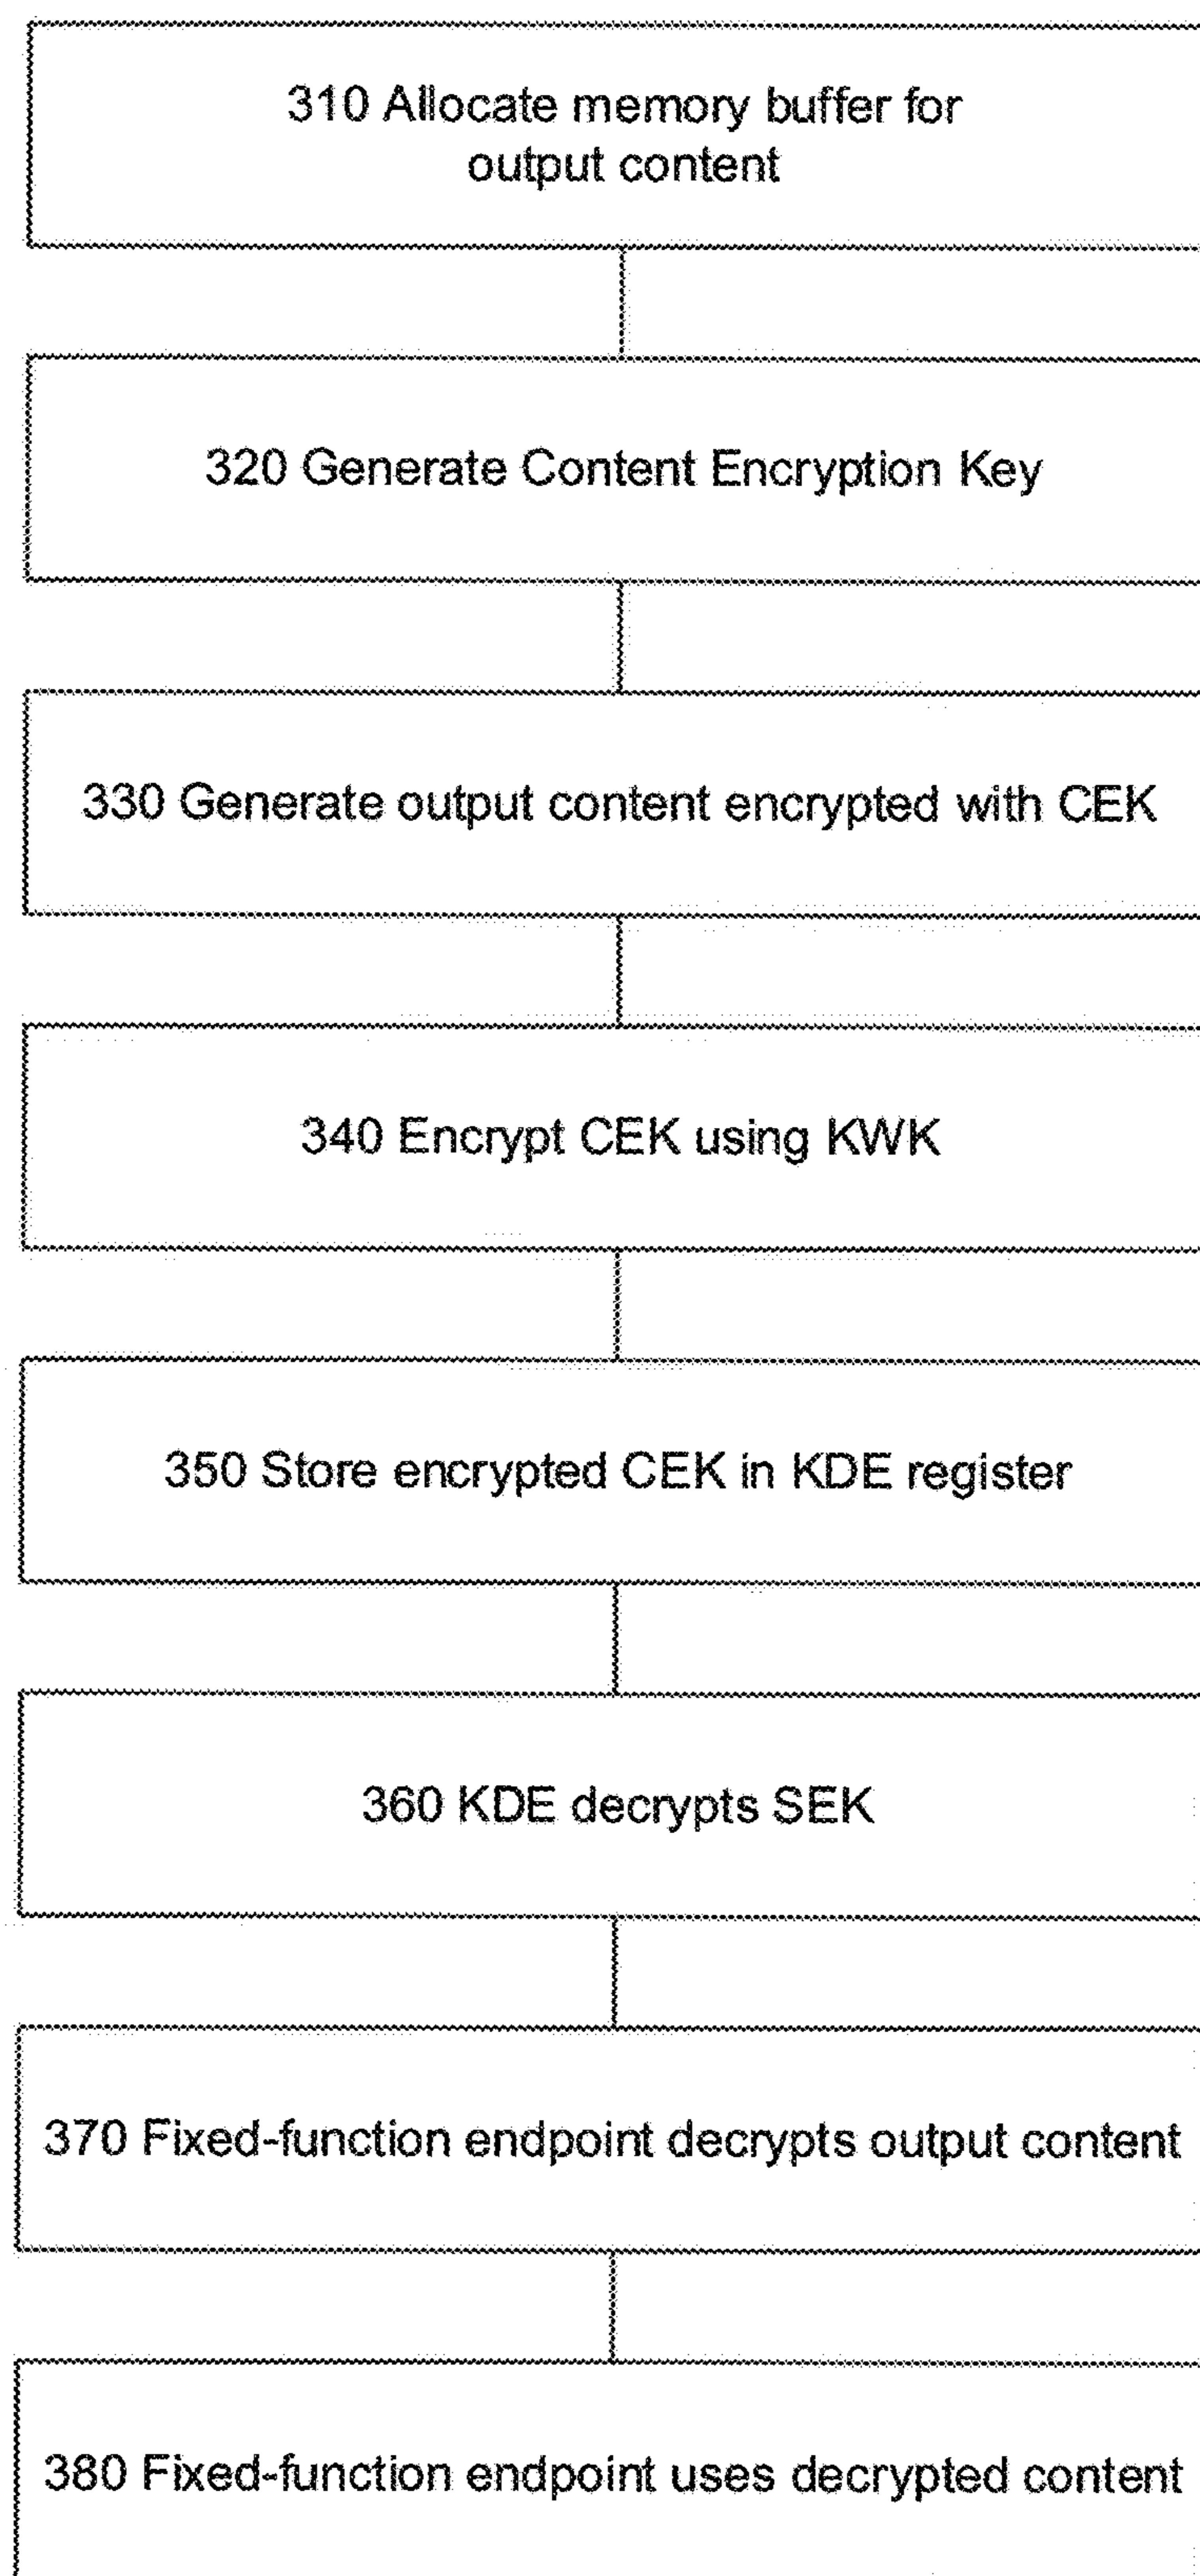 310 Allocate memory buffer for
output content
320 Generate Content Encryption Key
330 Generate output content encrypted with CEK
340 Encrypt CEK using KWK
350 Store encrypted CEK in KDE register
360 KDE decrypts SEK
370 Fixed-function endpoint decrypts output content
380 Fixed-function endpoint uses decrypted content